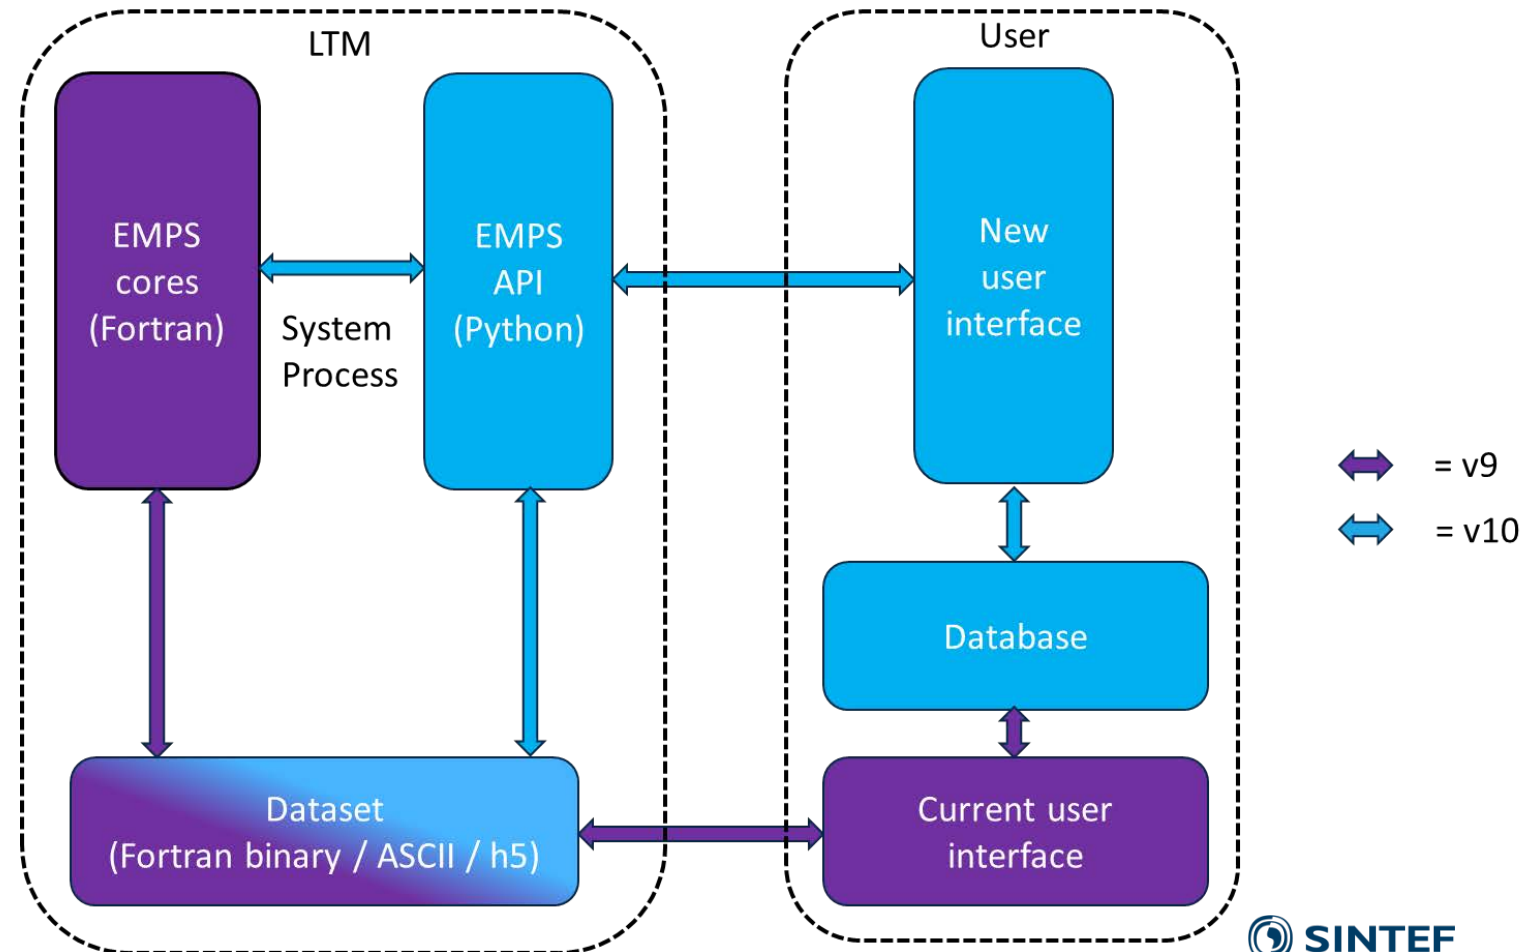 LTM
User
EMPS
cores
(Fortran)
System
Process
EMPS
API
(Python)
New
user
interface
= v9
= v10
Database
Dataset
(Fortran binary / ASCII / h5)
Current user
interface
SINTEF